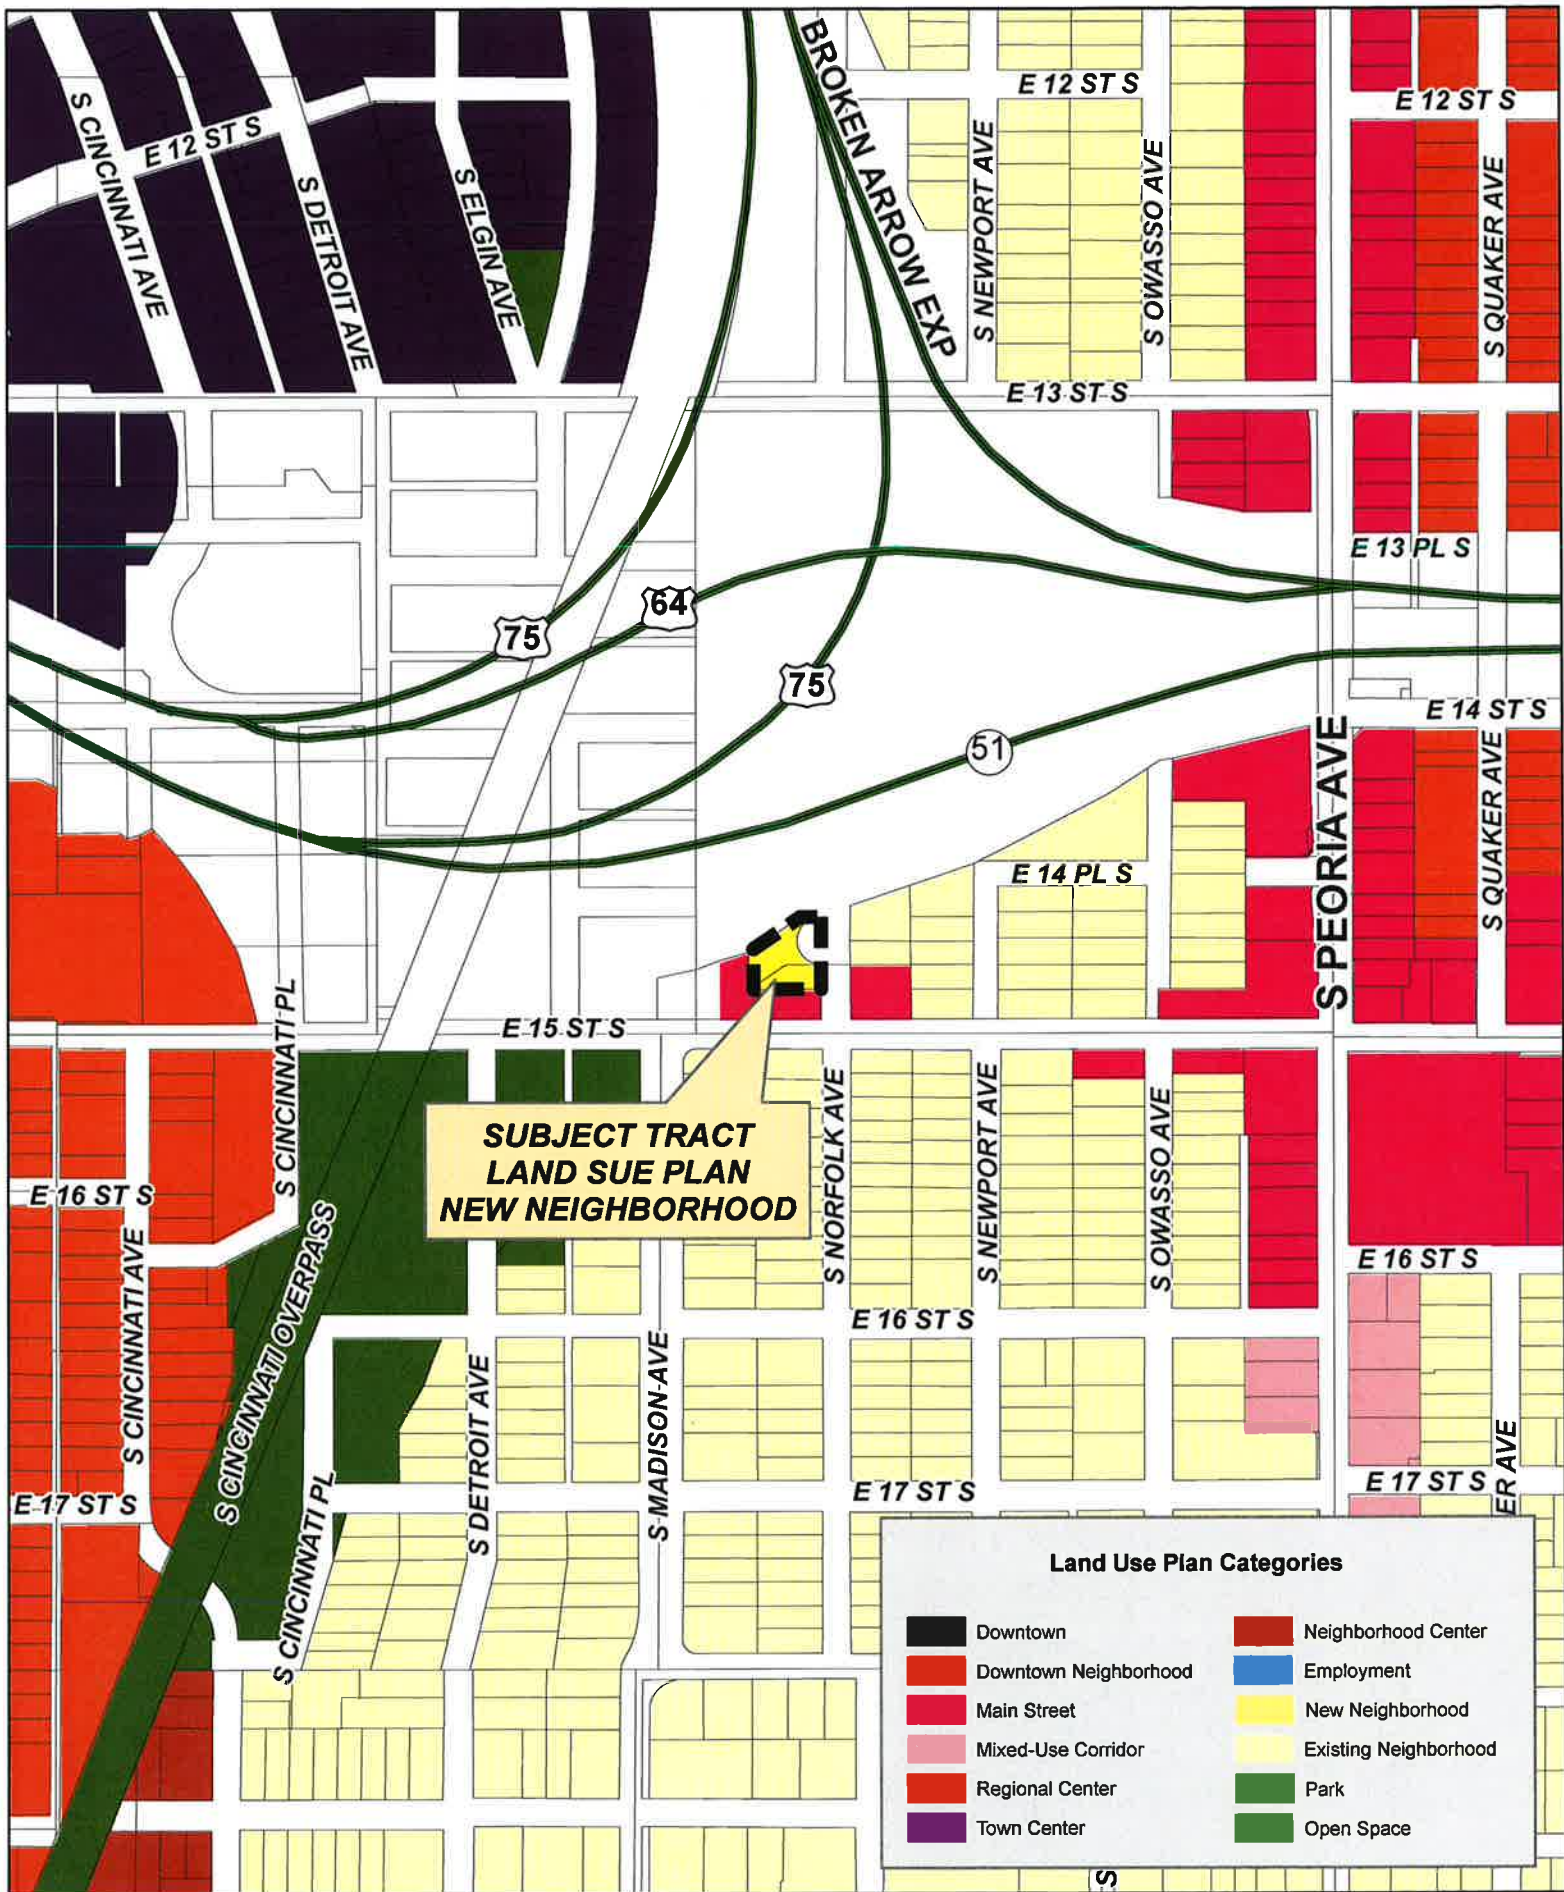 BROKEN ARROW EXP
E 12 ST S
E 12 ST S
S CINCINNATI AVE
E 12 ST S
S DETROIT AVE
S ELGIN AVE
S NEWPORT AVE
S OWASSO AVE
S QUAKER AVE
E 13 ST S
E 13 PL S
64
75
75
51
E 14 ST S
S PEORIA AVE
S QUAKER AVE
E 14 PL S
S CINCINNATI PL
E 15 ST S
SUBJECT TRACT
LAND SUE PLAN
NEW NEIGHBORHOOD
S NORFOLK AVE
S NEWPORT AVE
S OWASSO AVE
E 16 ST S
S CINCINNATI AVE
S CINCINNATI OVERPASS
E 16 ST S
E 16 ST S
S DETROIT AVE
S MADISON AVE
E 17 ST S
S CINCINNATI PL
E 17 ST S
E 17 ST S
ER AVE
Land Use Plan Categories
Downtown
Downtown Neighborhood
Main Street
Mixed-Use Corridor
Regional Center
Town Center
Neighborhood Center
Employment
New Neighborhood
Existing Neighborhood
Park
Open Space
S